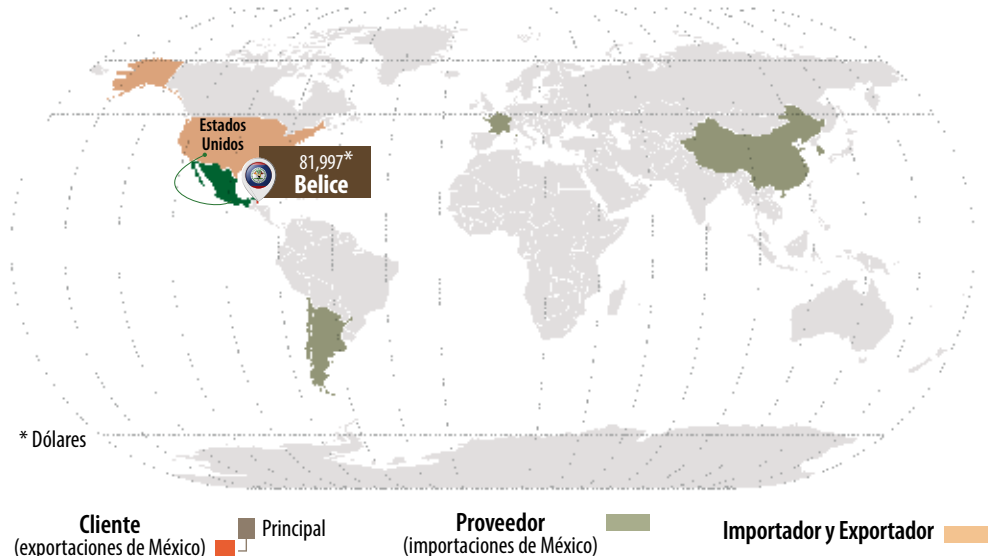 Estados
Unidos
81,997*
Belice
* Dólares
Cliente
(exportaciones de México)
Principal
Proveedor
(importaciones de México)
Importador y Exportador